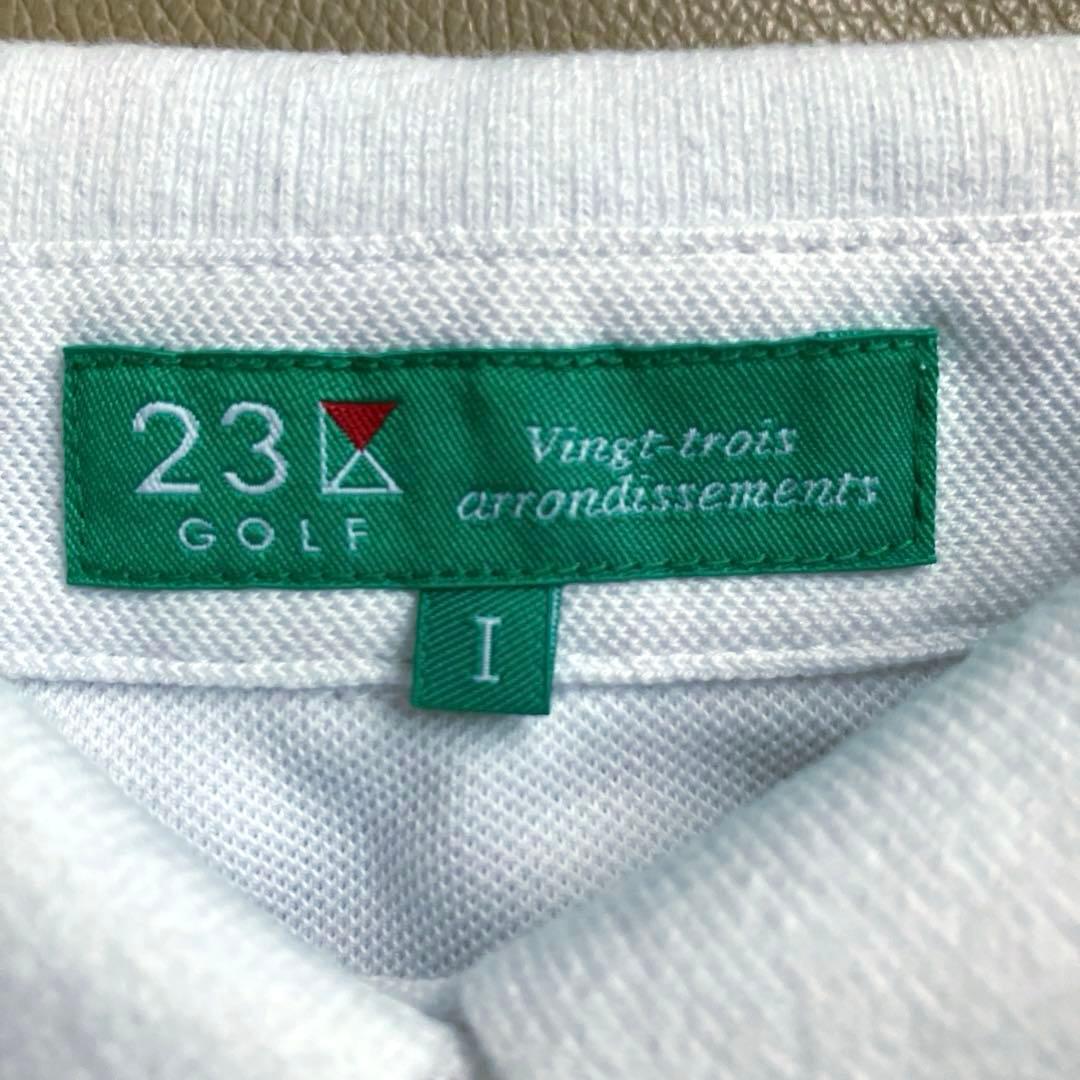 23
GOLF
Vingt-trois
arrondissements
I